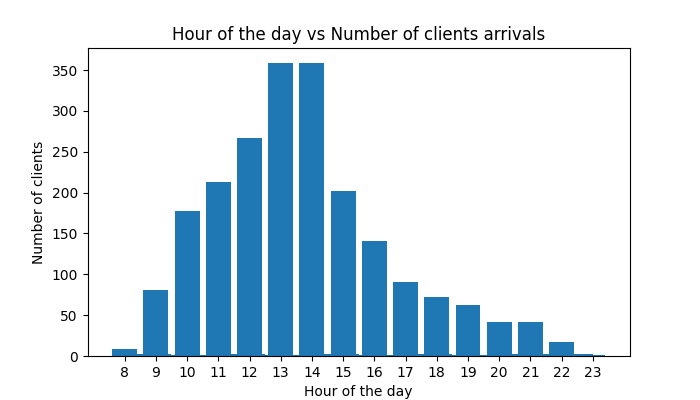 Hour of the day vs Number of clients arrivals
Number of clients
350
300
250
200
150
100
50
0
8 9 10 11 12 13 14 15 16 17 18 19 20 21 22 23
Hour of the day